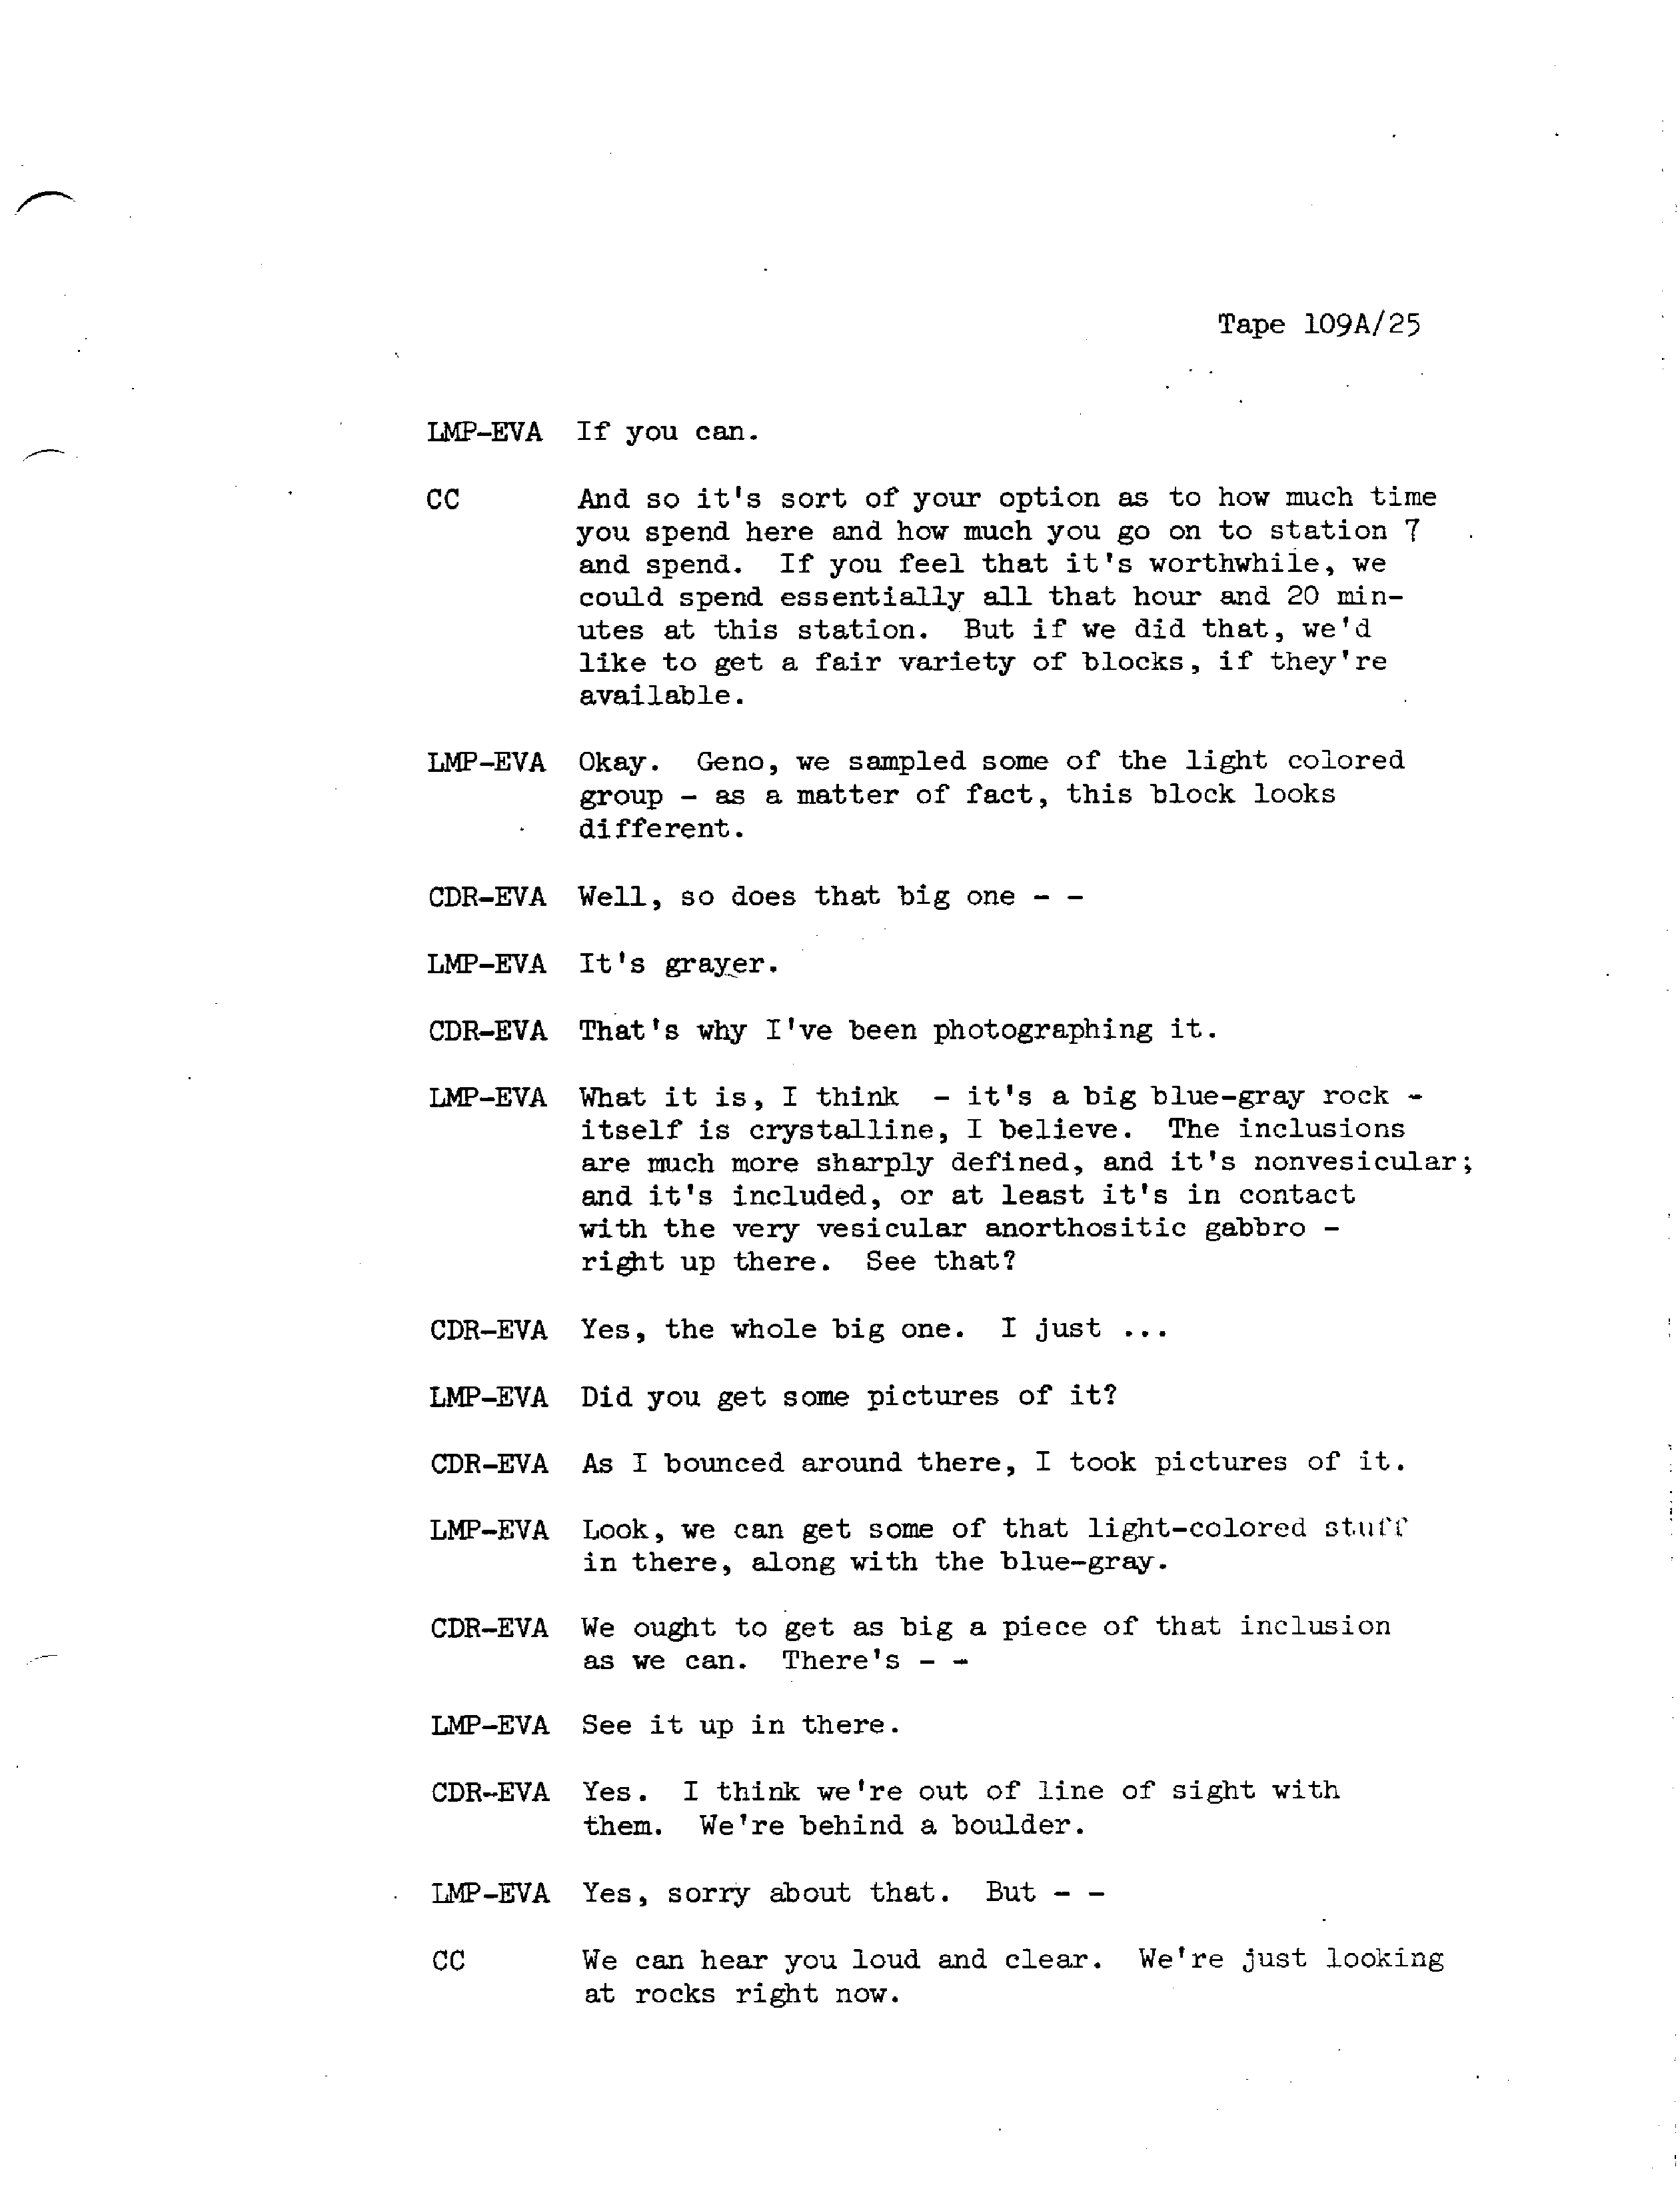 Tape 109A/25
LMP-EVA If you can.
CC And so it's sort of your option as to how much time
you spend here and how much you go on to station 7
and spend. If you feel that it's worthwhile, we
could spend essentially all that hour and 20 min-
utes at this station. But if we did that, we'd
like to get a fair variety of blocks, if they're
available.
LMP-EVA Okay. Geno, we sampled some of the light colored
group - as a matter of fact, this block looks
different.
CDR-EVA Well, so does that big one - -
LMP-EVA It's grayer.
CDR-EVA That's why I've been photographing it.
LMP-EVA What it is, I think - it's a big blue-gray rock -
itself is crystalline, I believe. The inclusions
are much more sharply defined, and it's nonvesicular;
and it's included, or at least it's in contact
with the very vesicular anorthositic gabbro -
right up there. See that?
CDR-EVA Yes, the whole big one. I just ...
LMP-EVA Did you get some pictures of it?
CDR-EVA As I bounced around there, I took pictures of it.
LMP-EVA Look, we can get some of that light-colored stuff
in there, along with the blue-gray.
CDR-EVA We ought to get as big a piece of that inclusion
as we can. There's - -
LMP-EVA See it up in there.
CDR-EVA Yes. I think we're out of line of sight with
them. We're behind a boulder.
LMP-EVA Yes, sorry about that. But - -
CC We can hear you loud and clear. We're just looking
at rocks right now.